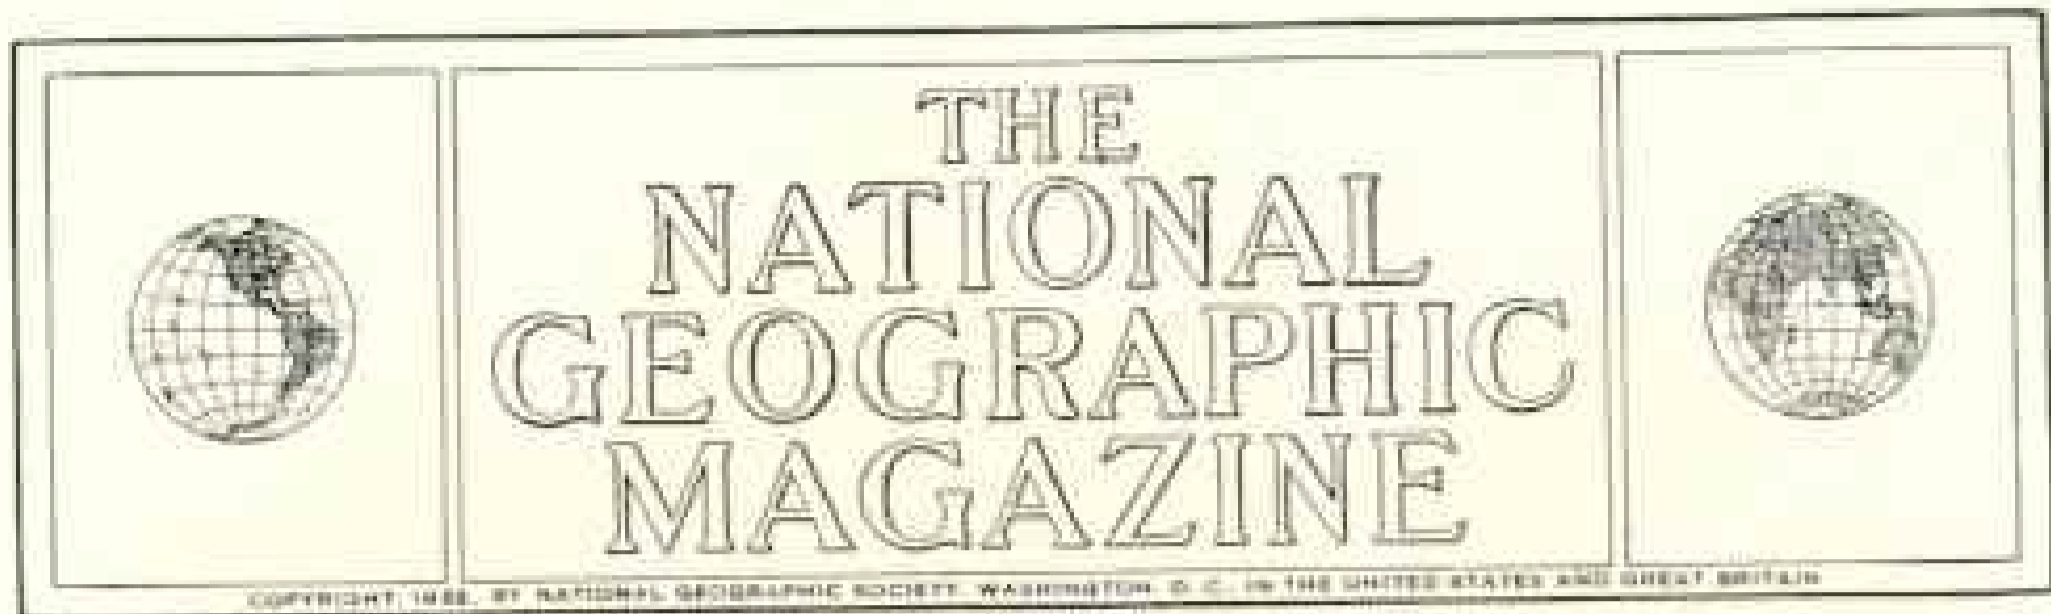 THE
NATIONAL
GEOGRAPHIC
MAGAZINE
COPYRIGHT, BY NATIONAL GEOGRAPHIC SOCIETY, WASHINGTON, D. C., IN THE UNITED STATES AND GREAT BRITAIN